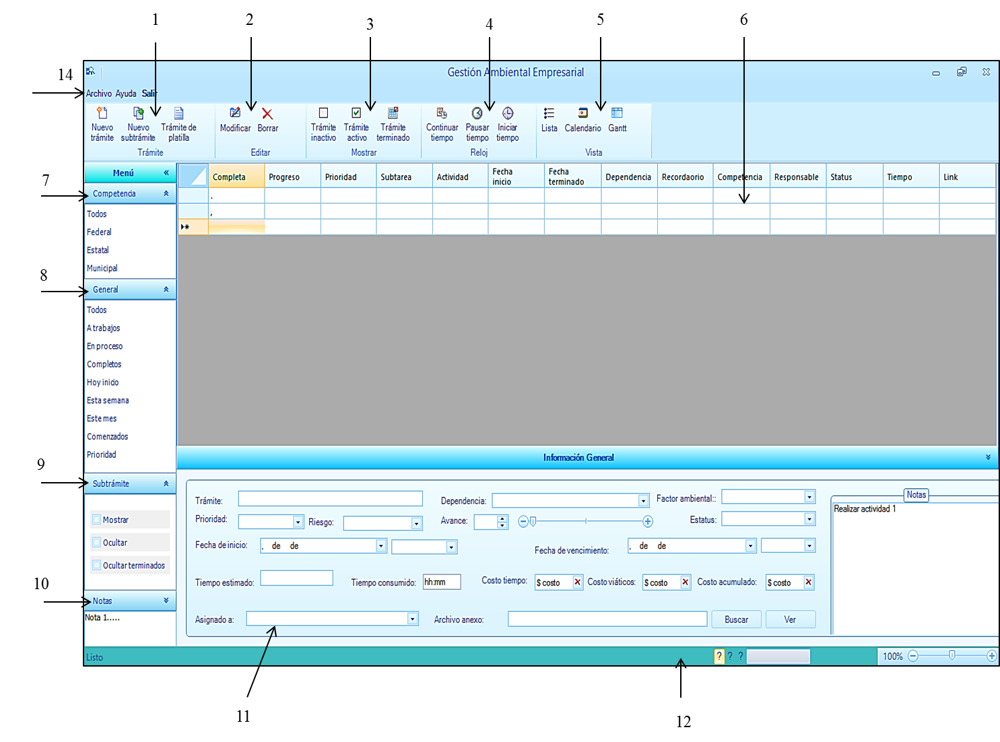 1 2 3 4 5 6
14
Gestión Ambiental Empresarial
Archivo Ayuda Salir
Nuevo trámite
Nuevo subtrámite
Trámite de platilla
Trámite
Modificar
Borrar
Editar
Trámite inactivo
Trámite activo
Trámite terminado
Mostrar
Continuar tiempo
Pausar tiempo
Iniciar tiempo
Reloj
Lista
Calendario
Gantt
Vista
Menú «
7
Competencia
Todos
Federal
Estatal
Municipal
8
General
Todos
A trabajos
En proceso
Completos
Hoy inicio
Esta semana
Este mes
Comenzados
Prioridad
9
Subtrámite
Mostrar
Ocultar
Ocultar terminados
10
Notas
Nota 1.....
Completa Progreso Prioridad Subtarea Actividad Fecha inicio Fecha terminado Dependencia Recordaorio Competencia Responsable Status Tiempo Link
.
,
Información General
Trámite: Dependencia: Factor ambiental::
Prioridad: Riesgo: Avance: Estatus:
Fecha de inicio: , de de Fecha de vencimiento: , de de
Tiempo estimado: Tiempo consumido: hh:mm Costo tiempo: $ costo Costo viáticos: $ costo Costo acumulado: $ costo
Asignado a: Archivo anexo: Buscar Ver
Notas
Realizar actividad 1
Listo ? ? ? 100%
11
12